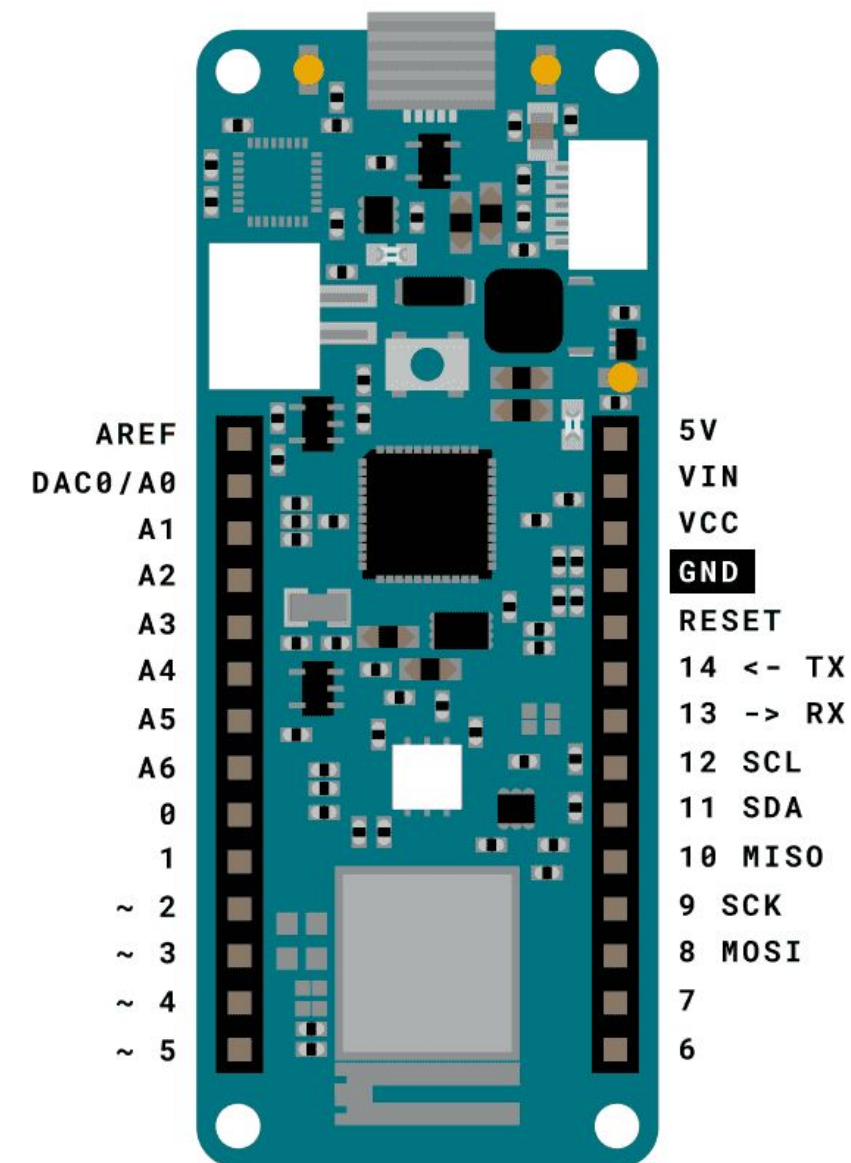 AREF
DAC0/A0
A1
A2
A3
A4
A5
A6
0
1
~ 2
~ 3
~ 4
~ 5
5V
VIN
VCC
GND
RESET
14 <- TX
13 -> RX
12 SCL
11 SDA
10 MISO
9 SCK
8 MOSI
7
6